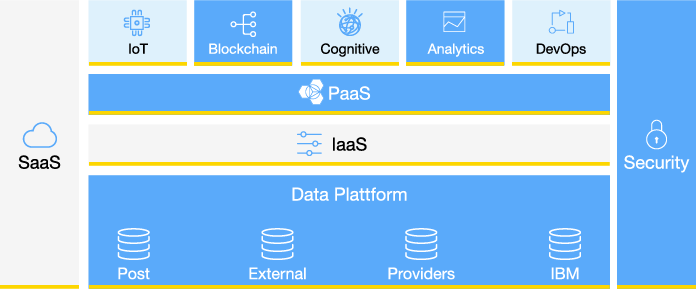 IoT
Blockchain
Cognitive
Analytics
DevOps
PaaS
SaaS
IaaS
Security
Data Plattform
Post
External
Providers
IBM